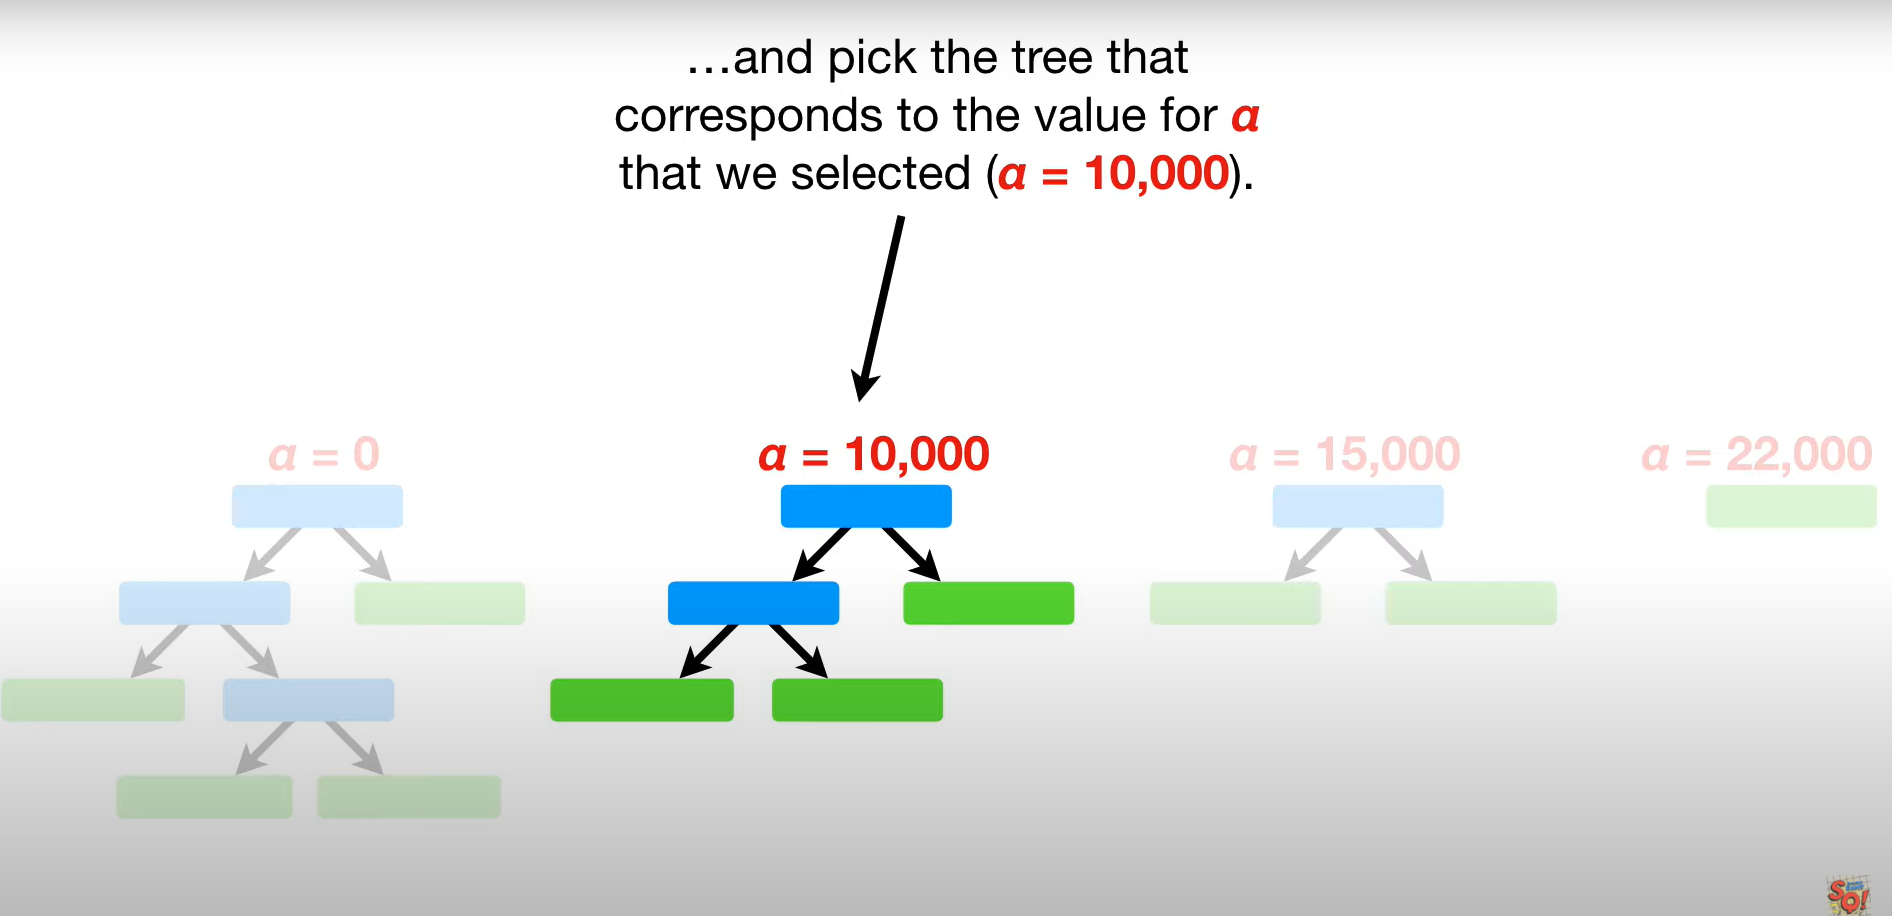 …and pick the tree that
corresponds to the value for α
that we selected (α = 10,000).
α = 0
α = 10,000
α = 15,000
α = 22,000
SQ!